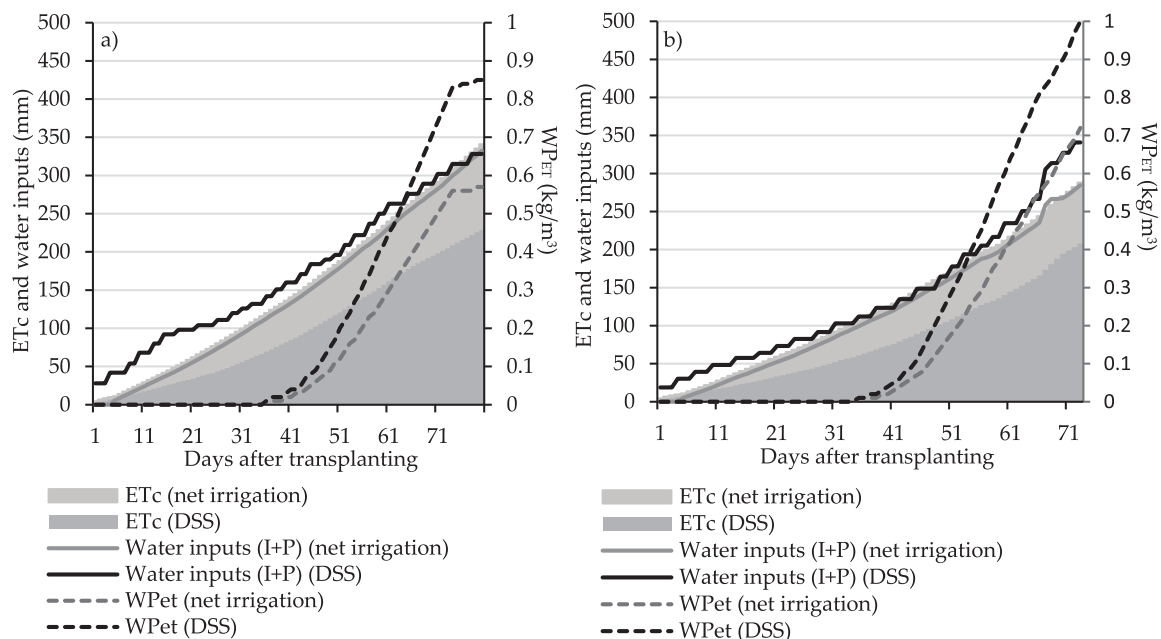 a)
ETc and water inputs (mm)
500
450
400
350
300
250
200
150
100
50
0
1
0.9
0.8
0.7
0.6
0.5
0.4
0.3
0.2
0.1
0
WPET (kg/m³)
1 11 21 31 41 51 61 71
Days after transplanting
ETc (net irrigation)
ETc (DSS)
Water inputs (I+P) (net irrigation)
Water inputs (I+P) (DSS)
WPet (net irrigation)
WPet (DSS)
b)
ETc and water inputs (mm)
500
450
400
350
300
250
200
150
100
50
0
1
0.9
0.8
0.7
0.6
0.5
0.4
0.3
0.2
0.1
0
WPET (kg/m³)
1 11 21 31 41 51 61 71
Days after transplanting
ETc (net irrigation)
ETc (DSS)
Water inputs (I+P) (net irrigation)
Water inputs (I+P) (DSS)
WPet (net irrigation)
WPet (DSS)